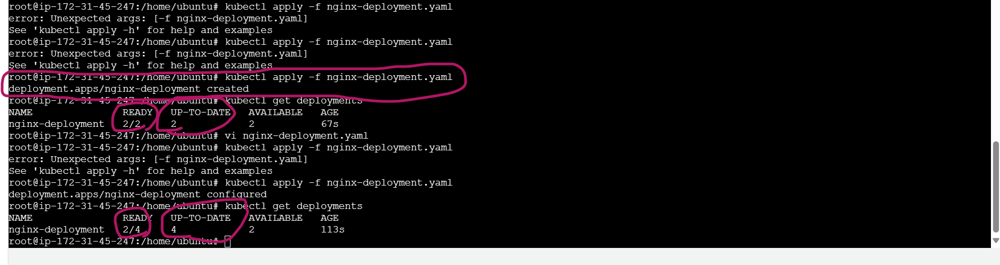 root@ip-172-31-45-247:/home/ubuntu# kubectl apply –f nginx-deployment.yaml
error: Unexpected args: [–f nginx-deployment.yaml]
See 'kubectl apply -h' for help and examples
root@ip-172-31-45-247:/home/ubuntu# kubectl apply –f nginx-deployment.yaml
error: Unexpected args: [–f nginx-deployment.yaml]
See 'kubectl apply -h' for help and examples
root@ip-172-31-45-247:/home/ubuntu# kubectl apply -f nginx-deployment.yaml
deployment.apps/nginx-deployment created
root@ip-172-31-45-247:/home/ubuntu# kubectl get deployments
NAME READY UP-TO-DATE AVAILABLE AGE
nginx-deployment 2/2 2 2 67s
root@ip-172-31-45-247:/home/ubuntu# vi nginx-deployment.yaml
root@ip-172-31-45-247:/home/ubuntu# kubectl apply –f nginx-deployment.yaml
error: Unexpected args: [–f nginx-deployment.yaml]
See 'kubectl apply -h' for help and examples
root@ip-172-31-45-247:/home/ubuntu# kubectl apply -f nginx-deployment.yaml
deployment.apps/nginx-deployment configured
root@ip-172-31-45-247:/home/ubuntu# kubectl get deployments
NAME READY UP-TO-DATE AVAILABLE AGE
nginx-deployment 2/4 4 2 113s
root@ip-172-31-45-247:/home/ubuntu#